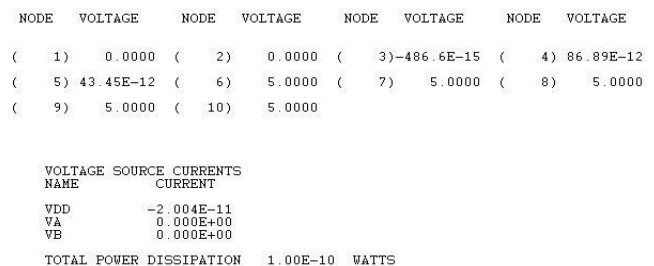 NODE VOLTAGE NODE VOLTAGE NODE VOLTAGE NODE VOLTAGE
( 1) 0.0000 ( 2) 0.0000 ( 3)-486.6E-15 ( 4) 86.89E-12
( 5) 43.45E-12 ( 6) 5.0000 ( 7) 5.0000 ( 8) 5.0000
( 9) 5.0000 ( 10) 5.0000
VOLTAGE SOURCE CURRENTS
NAME CURRENT
VDD -2.004E-11
VA 0.000E+00
VB 0.000E+00
TOTAL POWER DISSIPATION 1.00E-10 WATTS